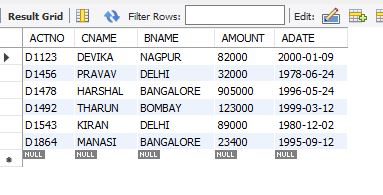 Result Grid Filter Rows: Edit:
ACTNO CNAME BNAME AMOUNT ADATE
D1123 DEVIKA NAGPUR 82000 2000-01-09
D1456 PRAVAV DELHI 32000 1978-06-24
D1478 HARSHAL BANGALORE 905000 1996-05-24
D1492 THARUN BOMBAY 123000 1999-03-12
D1543 KIRAN DELHI 89000 1980-12-02
D1864 MANASI BANGALORE 23400 1995-09-12
NULL NULL NULL NULL NULL